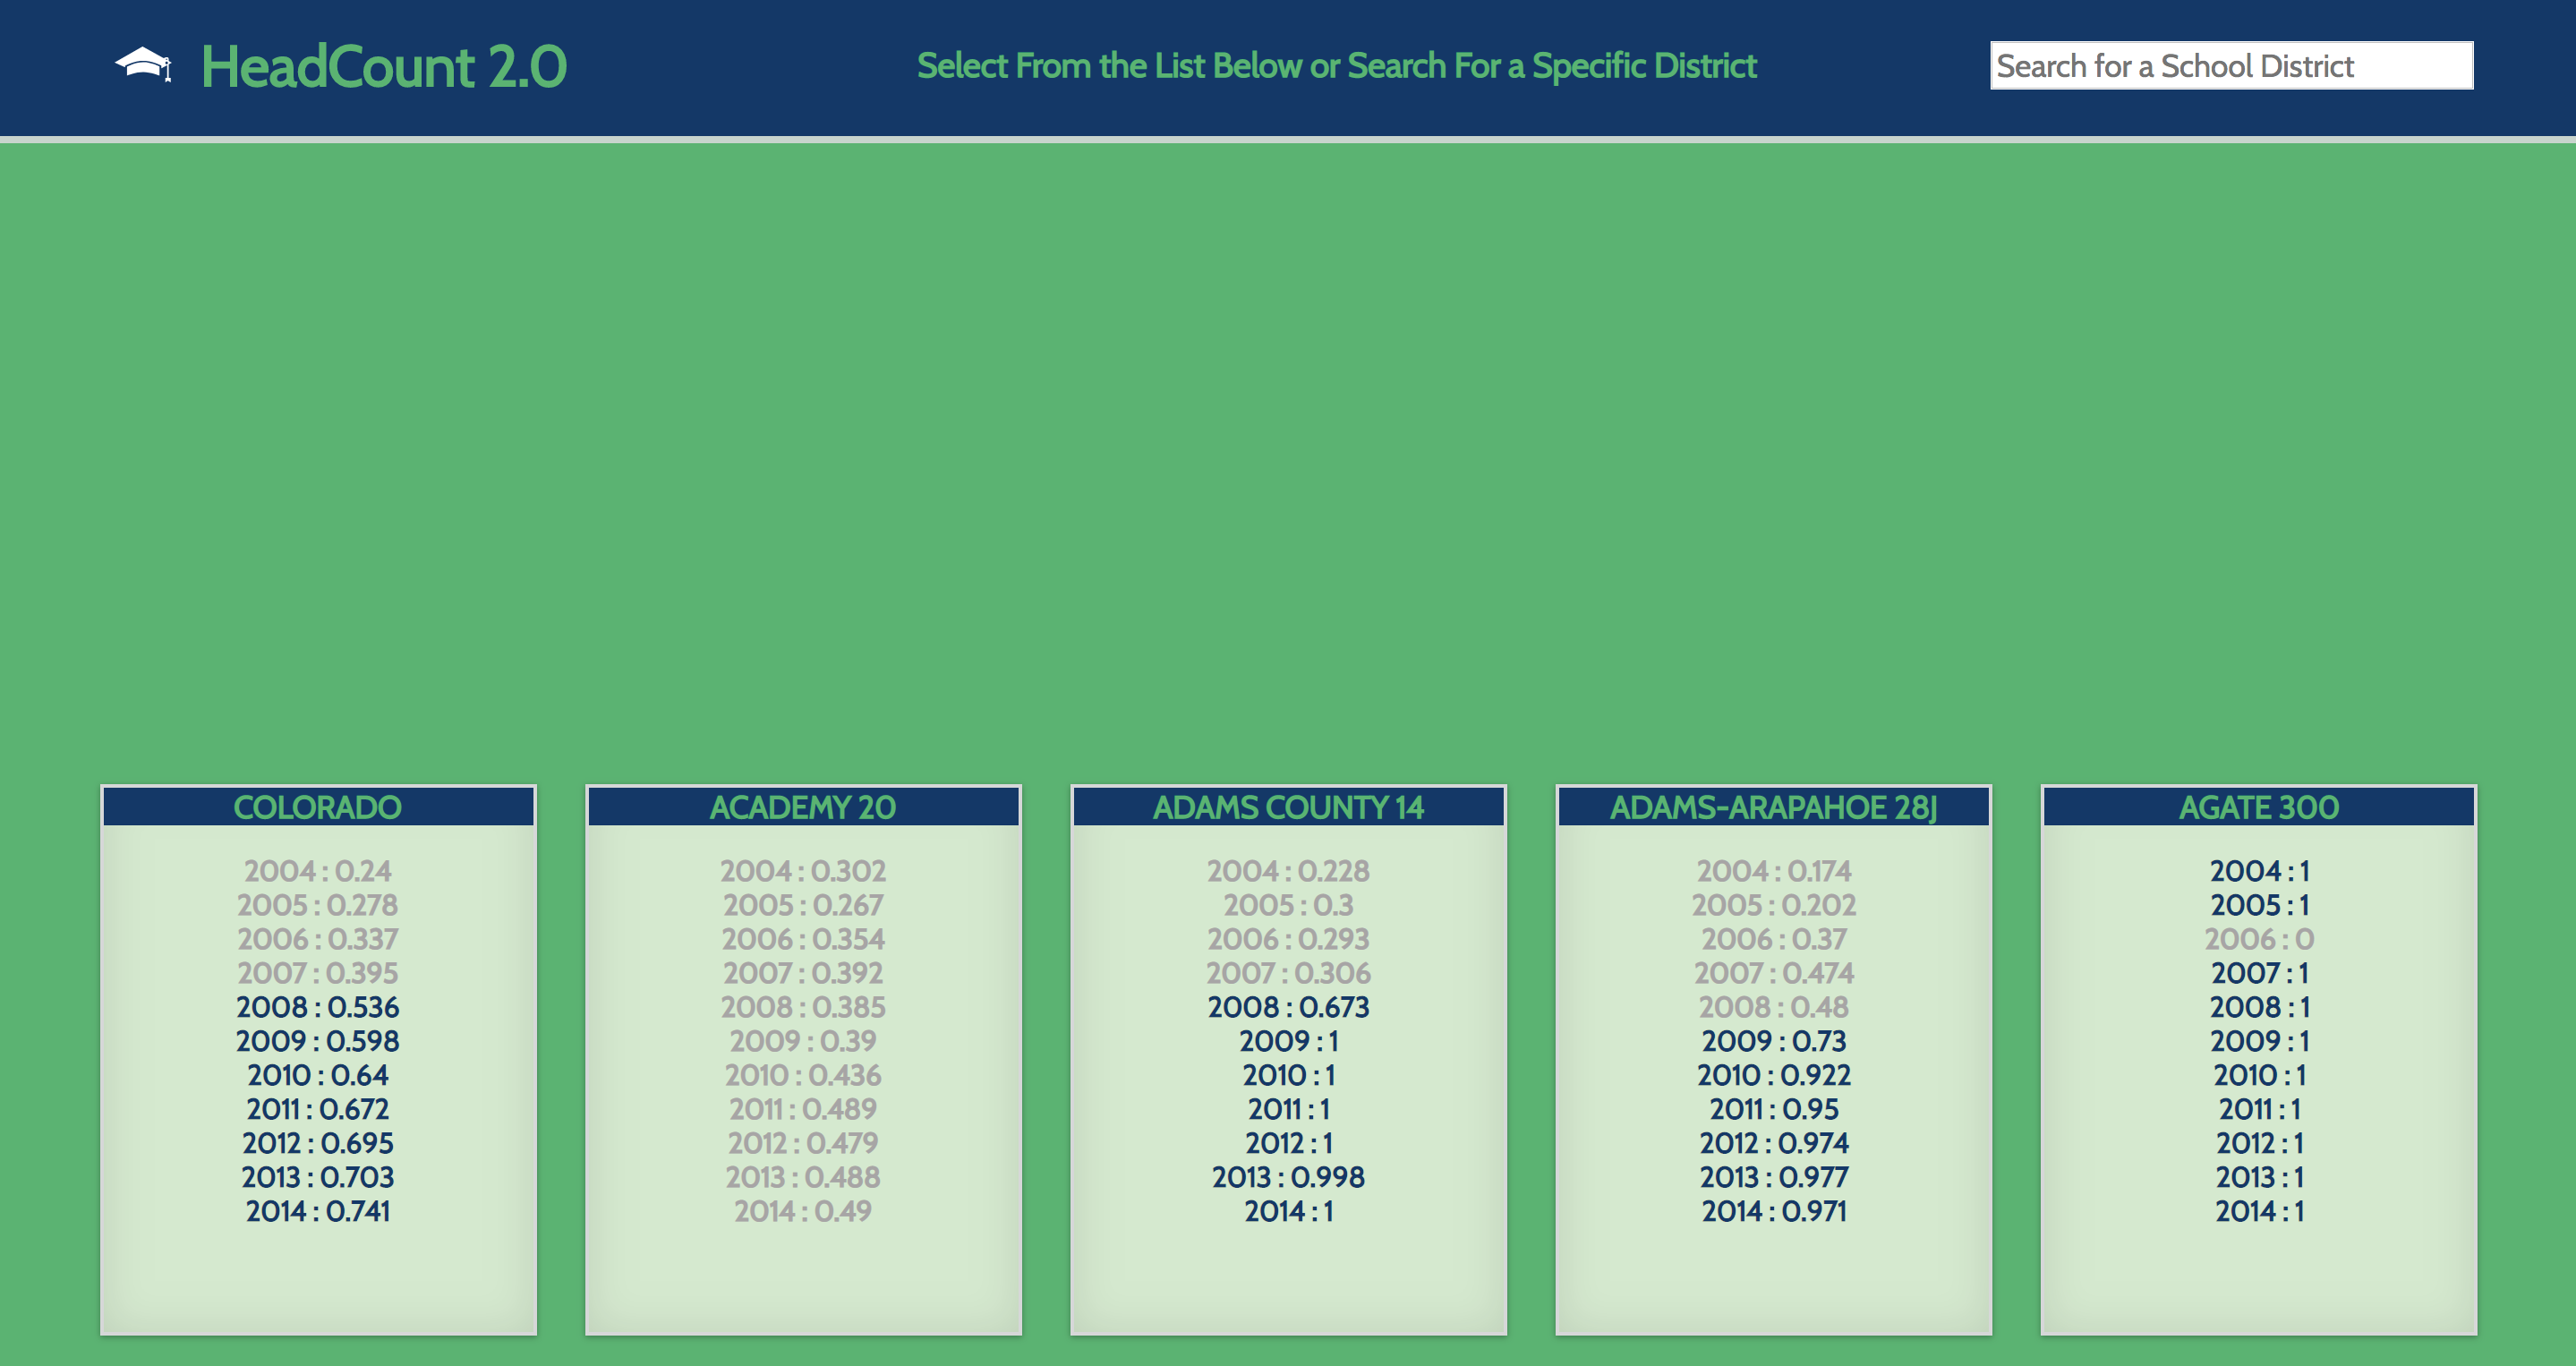 HeadCount 2.0
Select From the List Below or Search For a Specific District
Search for a School District
COLORADO
2004 : 0.24
2005 : 0.278
2006 : 0.337
2007 : 0.395
2008 : 0.536
2009 : 0.598
2010 : 0.64
2011 : 0.672
2012 : 0.695
2013 : 0.703
2014 : 0.741
ACADEMY 20
2004 : 0.302
2005 : 0.267
2006 : 0.354
2007 : 0.392
2008 : 0.385
2009 : 0.39
2010 : 0.436
2011 : 0.489
2012 : 0.479
2013 : 0.488
2014 : 0.49
ADAMS COUNTY 14
2004 : 0.228
2005 : 0.3
2006 : 0.293
2007 : 0.306
2008 : 0.673
2009 : 1
2010 : 1
2011 : 1
2012 : 1
2013 : 0.998
2014 : 1
ADAMS-ARAPAHOE 28J
2004 : 0.174
2005 : 0.202
2006 : 0.37
2007 : 0.474
2008 : 0.48
2009 : 0.73
2010 : 0.922
2011 : 0.95
2012 : 0.974
2013 : 0.977
2014 : 0.971
AGATE 300
2004 : 1
2005 : 1
2006 : 0
2007 : 1
2008 : 1
2009 : 1
2010 : 1
2011 : 1
2012 : 1
2013 : 1
2014 : 1